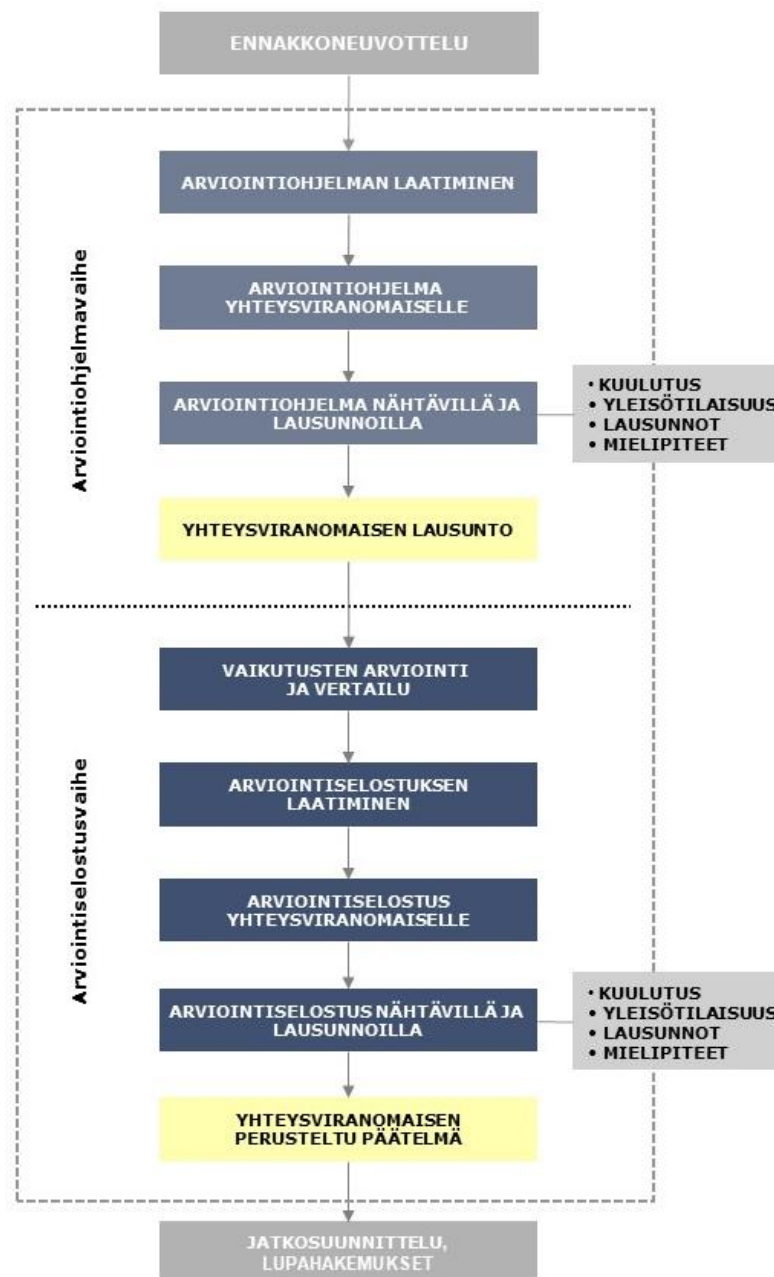 ENNAKKONEUVOTTELU
Arviointiohjelmavaihe
ARVIOINTIOHJELMAN LAATIMINEN
ARVIOINTIOHJELMA
YHTEYSVIRANOMAISELLE
ARVIOINTIOHJELMA NÄHTÄVILLÄ JA
LAUSUNNOILLA
• KUULUTUS
• YLEISÖTILAISUUS
• LAUSUNNOT
• MIELIPITEET
YHTEYSVIRANOMAISEN LAUSUNTO
Arviointiselostusvaihe
VAIKUTUSTEN ARVIOINTI
JA VERTAILU
ARVIOINTISELOSTUKSEN
LAATIMINEN
ARVIOINTISELOSTUS
YHTEYSVIRANOMAISELLE
ARVIOINTISELOSTUS NÄHTÄVILLÄ JA
LAUSUNNOILLA
• KUULUTUS
• YLEISÖTILAISUUS
• LAUSUNNOT
• MIELIPITEET
YHTEYSVIRANOMAISEN
PERUSTELTU PÄÄTELMÄ
JATKOSUUNNITTELU,
LUPAHAKEMUKSET